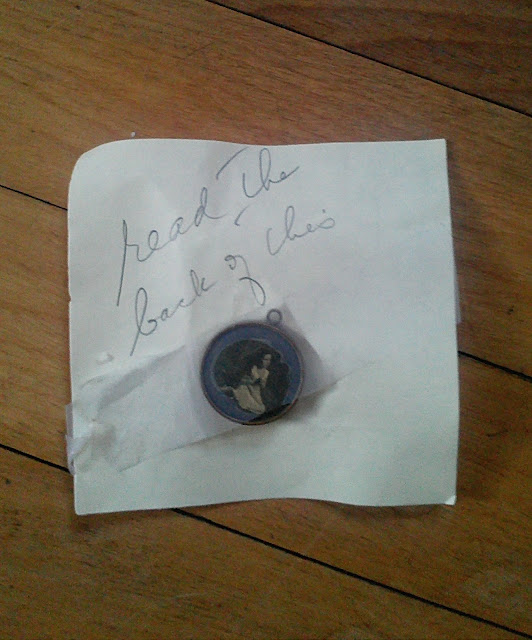 read The
back of this